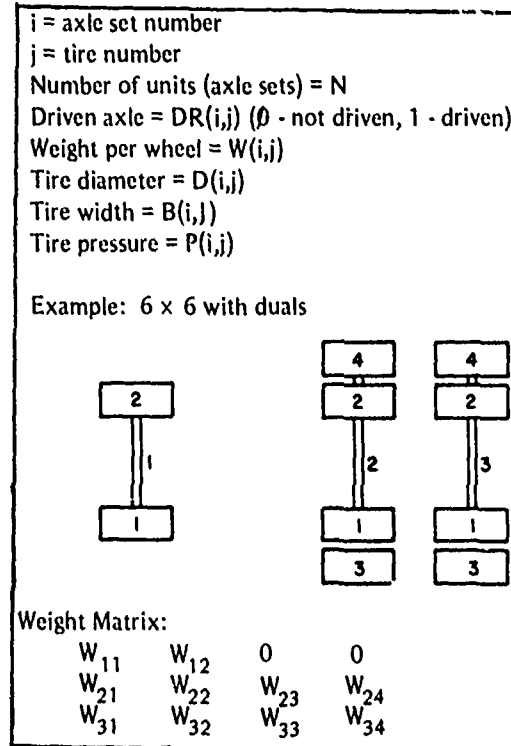 i = axle set number
j = tire number
Number of units (axle sets) = N
Driven axle = DR(i,j) (0 - not driven, 1 - driven)
Weight per wheel = W(i,j)
Tire diameter = D(i,j)
Tire width = B(i,j)
Tire pressure = P(i,j)
Example: 6 x 6 with duals
4 4
2 2 2
1 2 3
1 1 1
3 3
Weight Matrix:
W11 W12 0 0
W21 W22 W23 W24
W31 W32 W33 W34